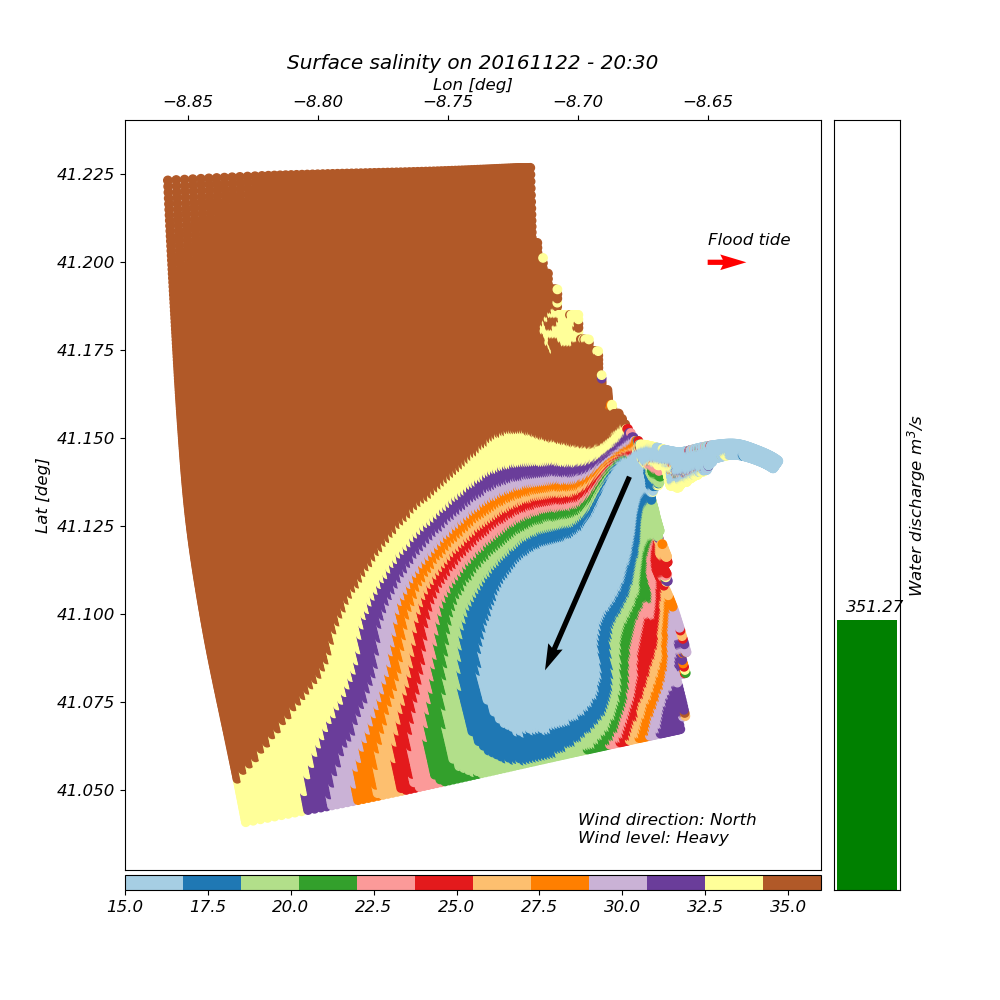 Surface salinity on 20161122 - 20:30
Lon [deg]
−8.85 −8.80 −8.75 −8.70 −8.65
41.225
41.200
41.175
41.150
41.125
41.100
41.075
41.050
Lat [deg]
Flood tide
Wind direction: North
Wind level: Heavy
351.27
Water discharge m³/s
15.0 17.5 20.0 22.5 25.0 27.5 30.0 32.5 35.0